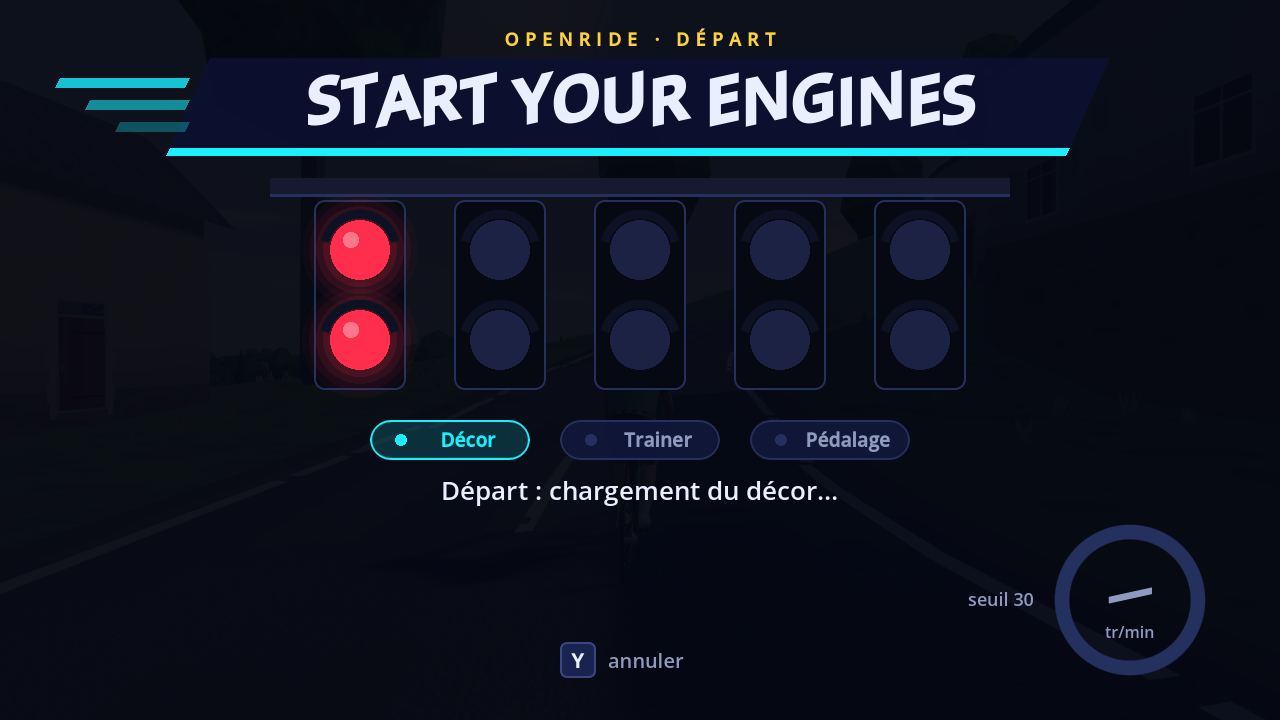 OPENRIDE · DÉPART
START YOUR ENGINES
Décor
Trainer
Pédalage
Départ : chargement du décor...
seuil 30
—
tr/min
Y annuler